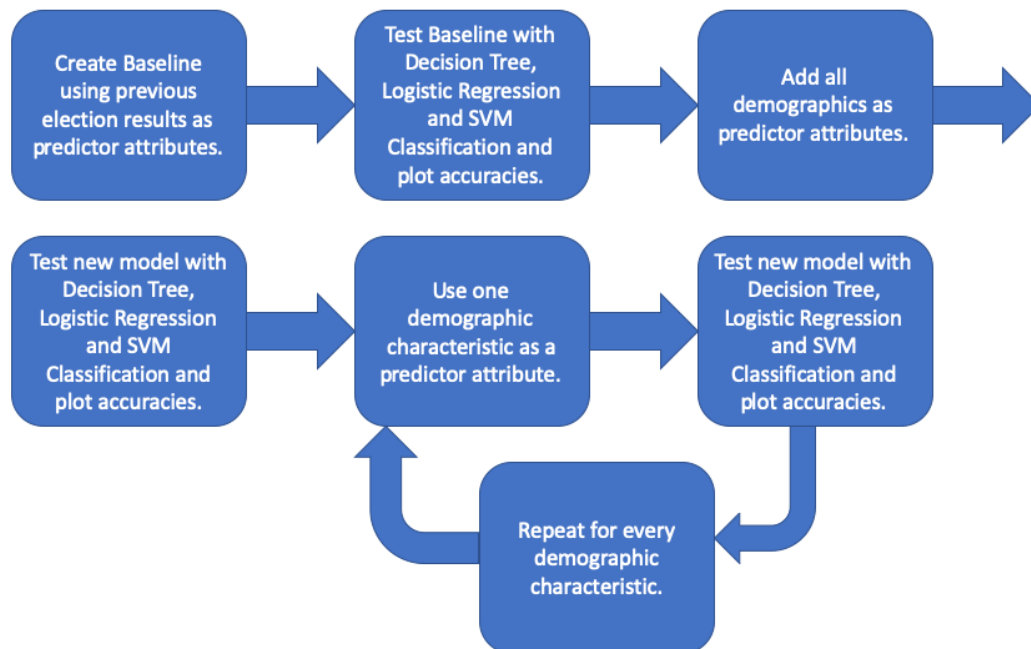 Create Baseline
using previous
election results as
predictor attributes.
Test Baseline with
Decision Tree,
Logistic Regression
and SVM
Classification and
plot accuracies.
Add all
demographics as
predictor attributes.
Test new model with
Decision Tree,
Logistic Regression
and SVM
Classification and
plot accuracies.
Use one
demographic
characteristic as a
predictor attribute.
Test new model with
Decision Tree,
Logistic Regression
and SVM
Classification and
plot accuracies.
Repeat for every
demographic
characteristic.